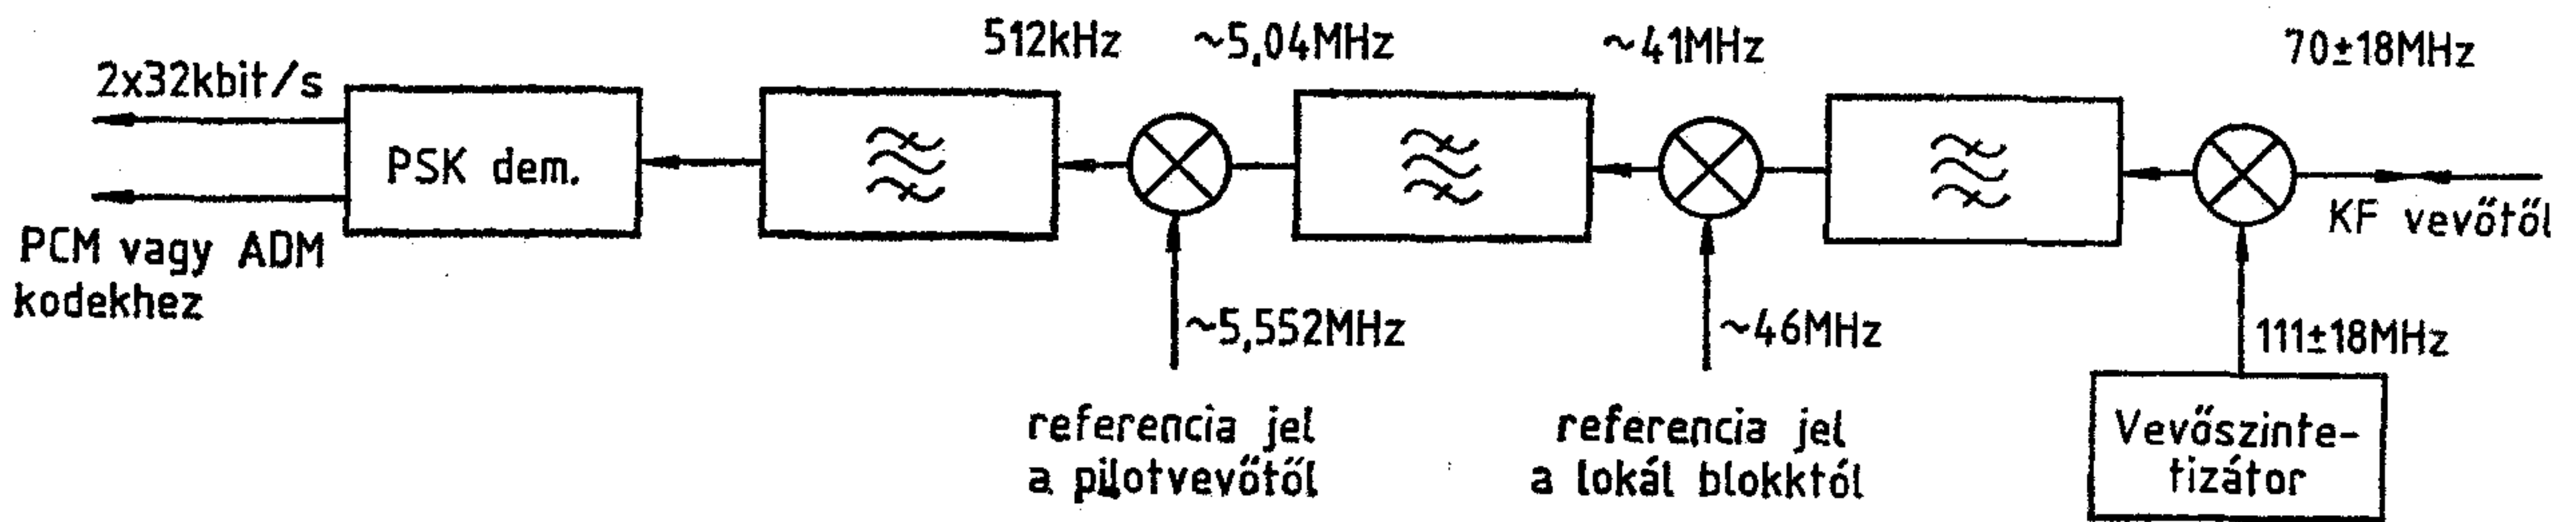 512kHz
~5,04MHz
~41MHz
70±18MHz
2x32kbit/s
PSK dem.
PCM vagy ADM
kodekhez
KF vevőtől
~5,552MHz
~46MHz
111±18MHz
referencia jel
a pilotvevőtől
referencia jel
a lokál blokktól
Vevőszinte-
tizátor